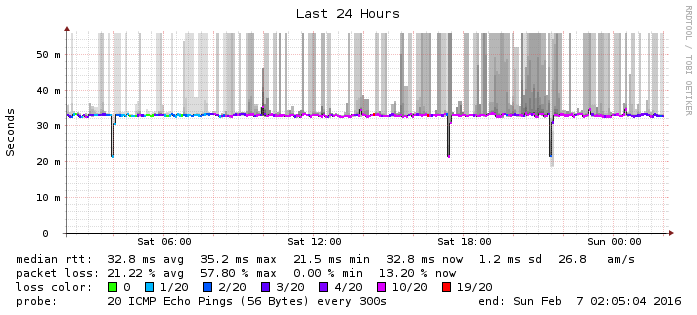 Last 24 Hours
RRDTOOL / TOBI OETIKER
Seconds
50 m
40 m
30 m
20 m
10 m
0
Sat 06:00 Sat 12:00 Sat 18:00 Sun 00:00
median rtt: 32.8 ms avg 35.2 ms max 21.5 ms min 32.8 ms now 1.2 ms sd 26.8 am/s
packet loss: 21.22 % avg 57.80 % max 0.00 % min 13.20 % now
loss color: 0 1/20 2/20 3/20 4/20 10/20 19/20
probe: 20 ICMP Echo Pings (56 Bytes) every 300s end: Sun Feb 7 02:05:04 2016